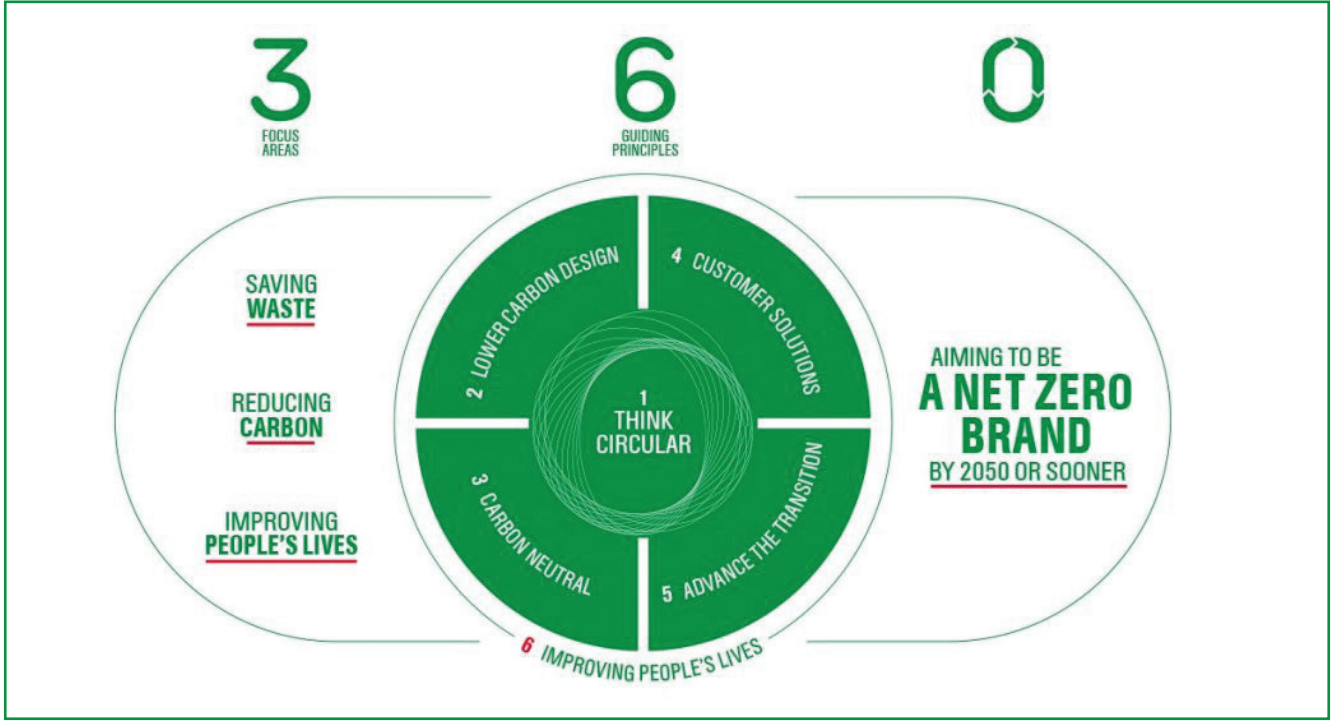 3
FOCUS
AREAS
6
GUIDING
PRINCIPLES
0
SAVING
WASTE
REDUCING
CARBON
IMPROVING
PEOPLE'S LIVES
1
THINK
CIRCULAR
2 LOWER CARBON DESIGN
3 CARBON NEUTRAL
4 CUSTOMER SOLUTIONS
5 ADVANCE THE TRANSITION
6 IMPROVING PEOPLE'S LIVES
AIMING TO BE
A NET ZERO
BRAND
BY 2050 OR SOONER